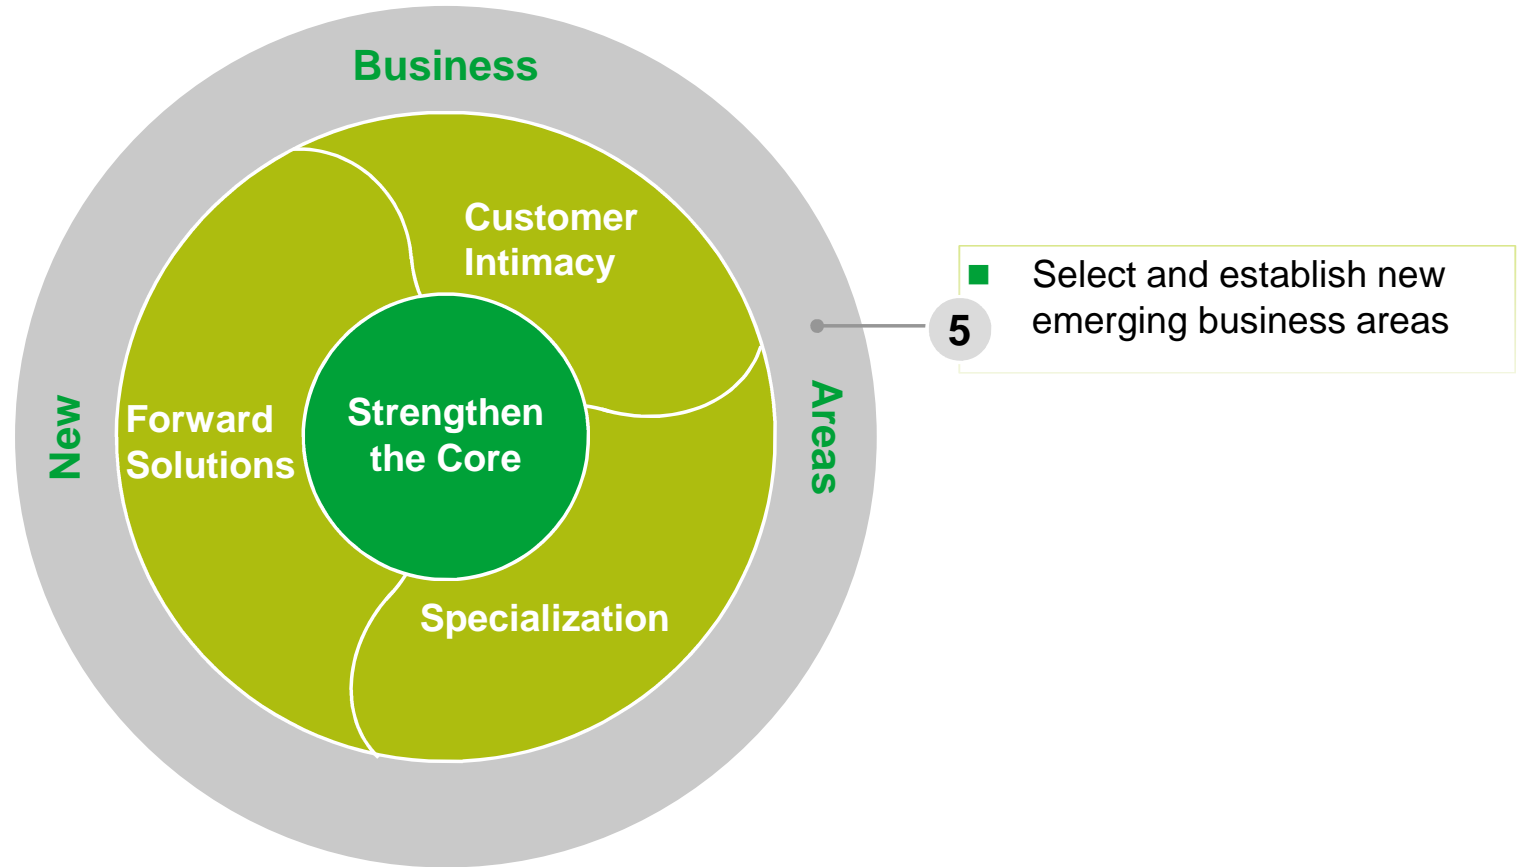 Business
New
Areas
Customer
Intimacy
Forward
Solutions
Strengthen
the Core
Specialization
5
Select and establish new
emerging business areas